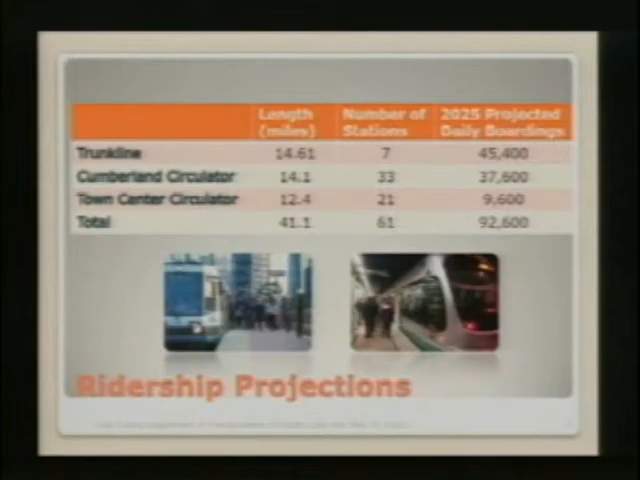 Length (miles) Number of Stations 2025 Projected Daily Boardings
Trunkline 14.61 7 45,400
Cumberland Circulator 14.1 33 37,600
Town Center Circulator 12.4 21 9,600
Total 41.1 61 92,600
Ridership Projections